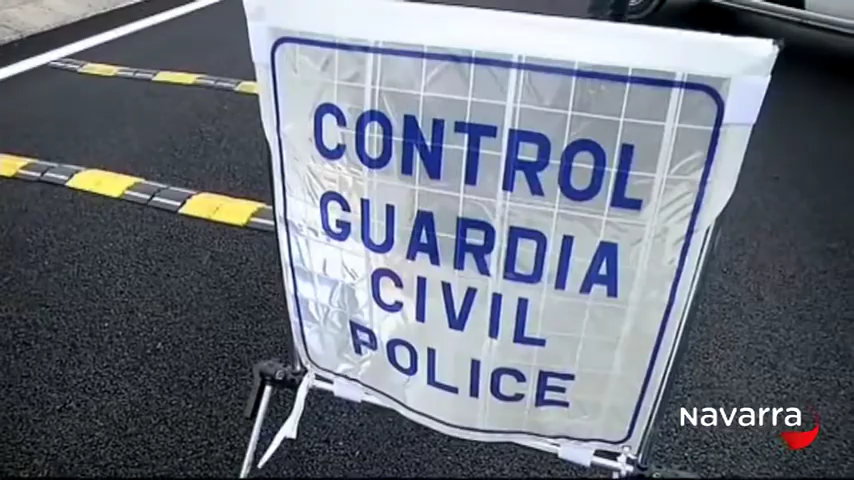 CONTROL
GUARDIA
CIVIL
POLICE
Navarra